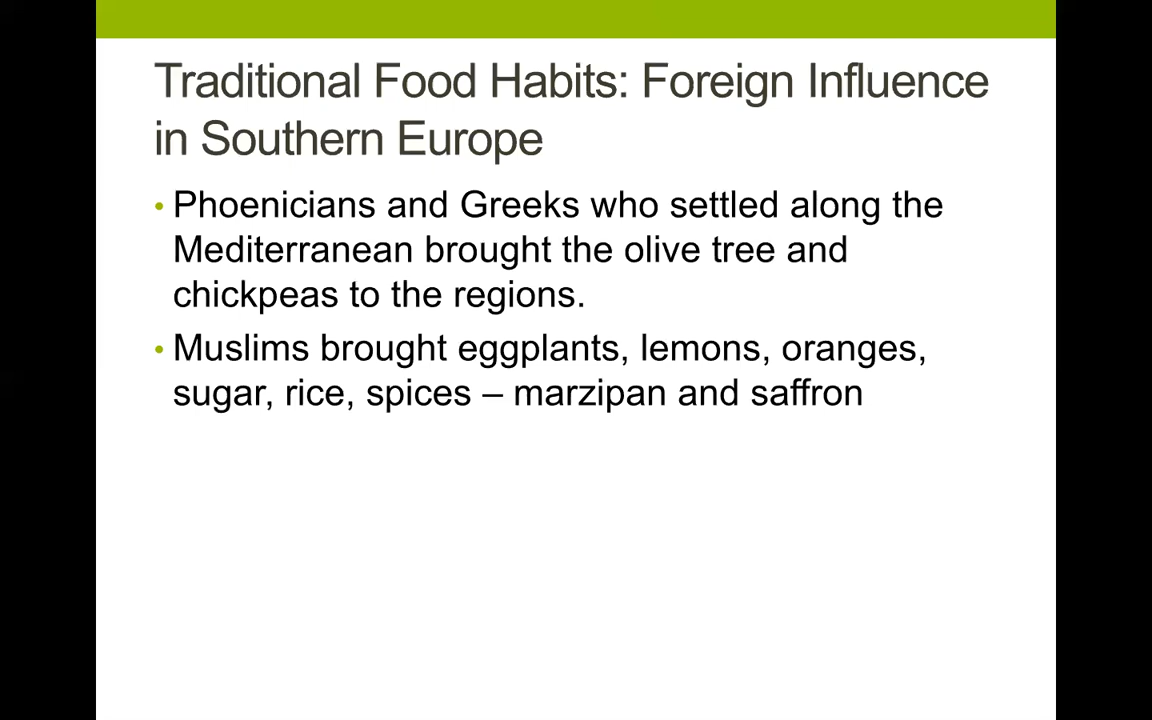 Traditional Food Habits: Foreign Influence
in Southern Europe
• Phoenicians and Greeks who settled along the
Mediterranean brought the olive tree and
chickpeas to the regions.
• Muslims brought eggplants, lemons, oranges,
sugar, rice, spices – marzipan and saffron